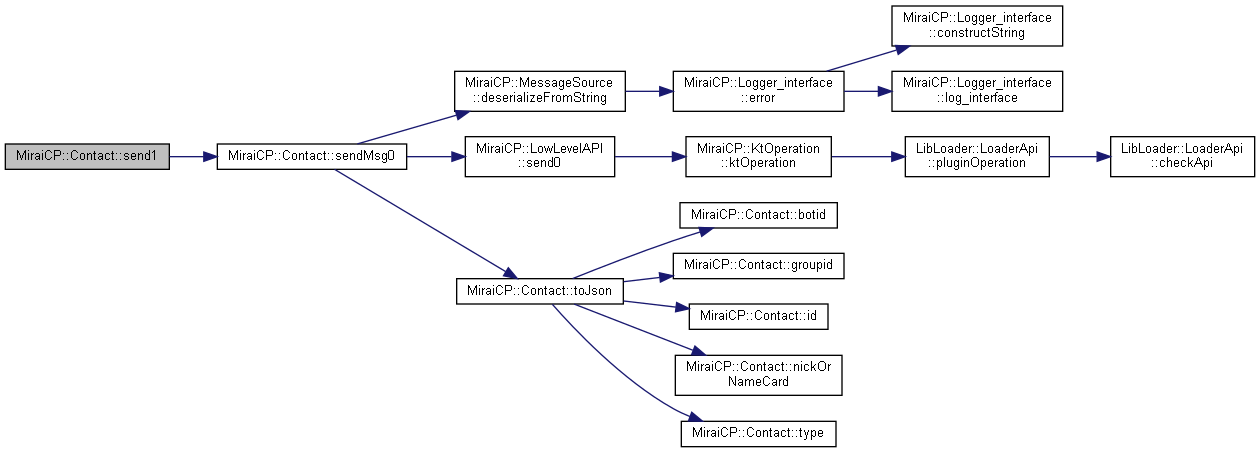 MiraiCP::Contact::send1
MiraiCP::Contact::sendMsg0
MiraiCP::MessageSource
::deserializeFromString
MiraiCP::Logger_interface
::error
MiraiCP::Logger_interface
::constructString
MiraiCP::Logger_interface
::log_interface
MiraiCP::LowLevelAPI
::send0
MiraiCP::KtOperation
::ktOperation
LibLoader::LoaderApi
::pluginOperation
LibLoader::LoaderApi
::checkApi
MiraiCP::Contact::toJson
MiraiCP::Contact::botid
MiraiCP::Contact::groupid
MiraiCP::Contact::id
MiraiCP::Contact::nickOr
NameCard
MiraiCP::Contact::type